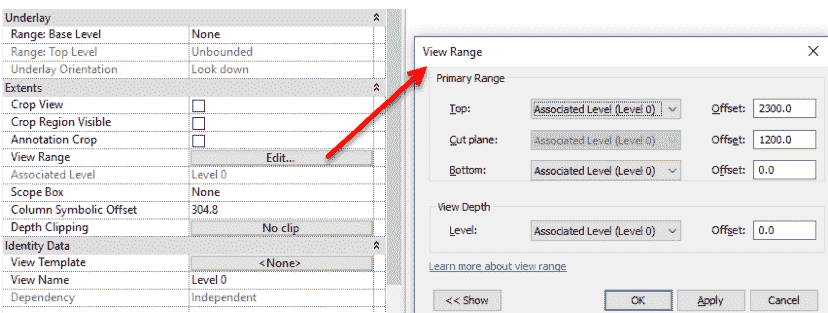 Underlay
Range: Base Level None
Range: Top Level Unbounded
Underlay Orientation Look down
Extents
Crop View
Crop Region Visible
Annotation Crop
View Range Edit...
Associated Level Level 0
Scope Box None
Column Symbolic Offset 304.8
Depth Clipping No clip
Identity Data
View Template <None>
View Name Level 0
Dependency Independent
View Range
Primary Range
Top: Associated Level (Level 0) Offset: 2300.0
Cut plane: Associated Level (Level 0) Offset: 1200.0
Bottom: Associated Level (Level 0) Offset: 0.0
View Depth
Level: Associated Level (Level 0) Offset: 0.0
Learn more about view range
<< Show OK Apply Cancel